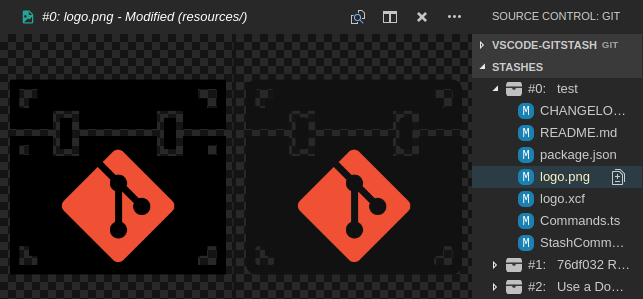 #0: logo.png - Modified (resources/)
SOURCE CONTROL: GIT
VSCODE-GITSTASH GIT
STASHES
#0: test
M CHANGELO...
M README.md
M package.json
M logo.png
M logo.xcf
M Commands.ts
M StashComm...
#1: 76df032 R...
#2: Use a Do...